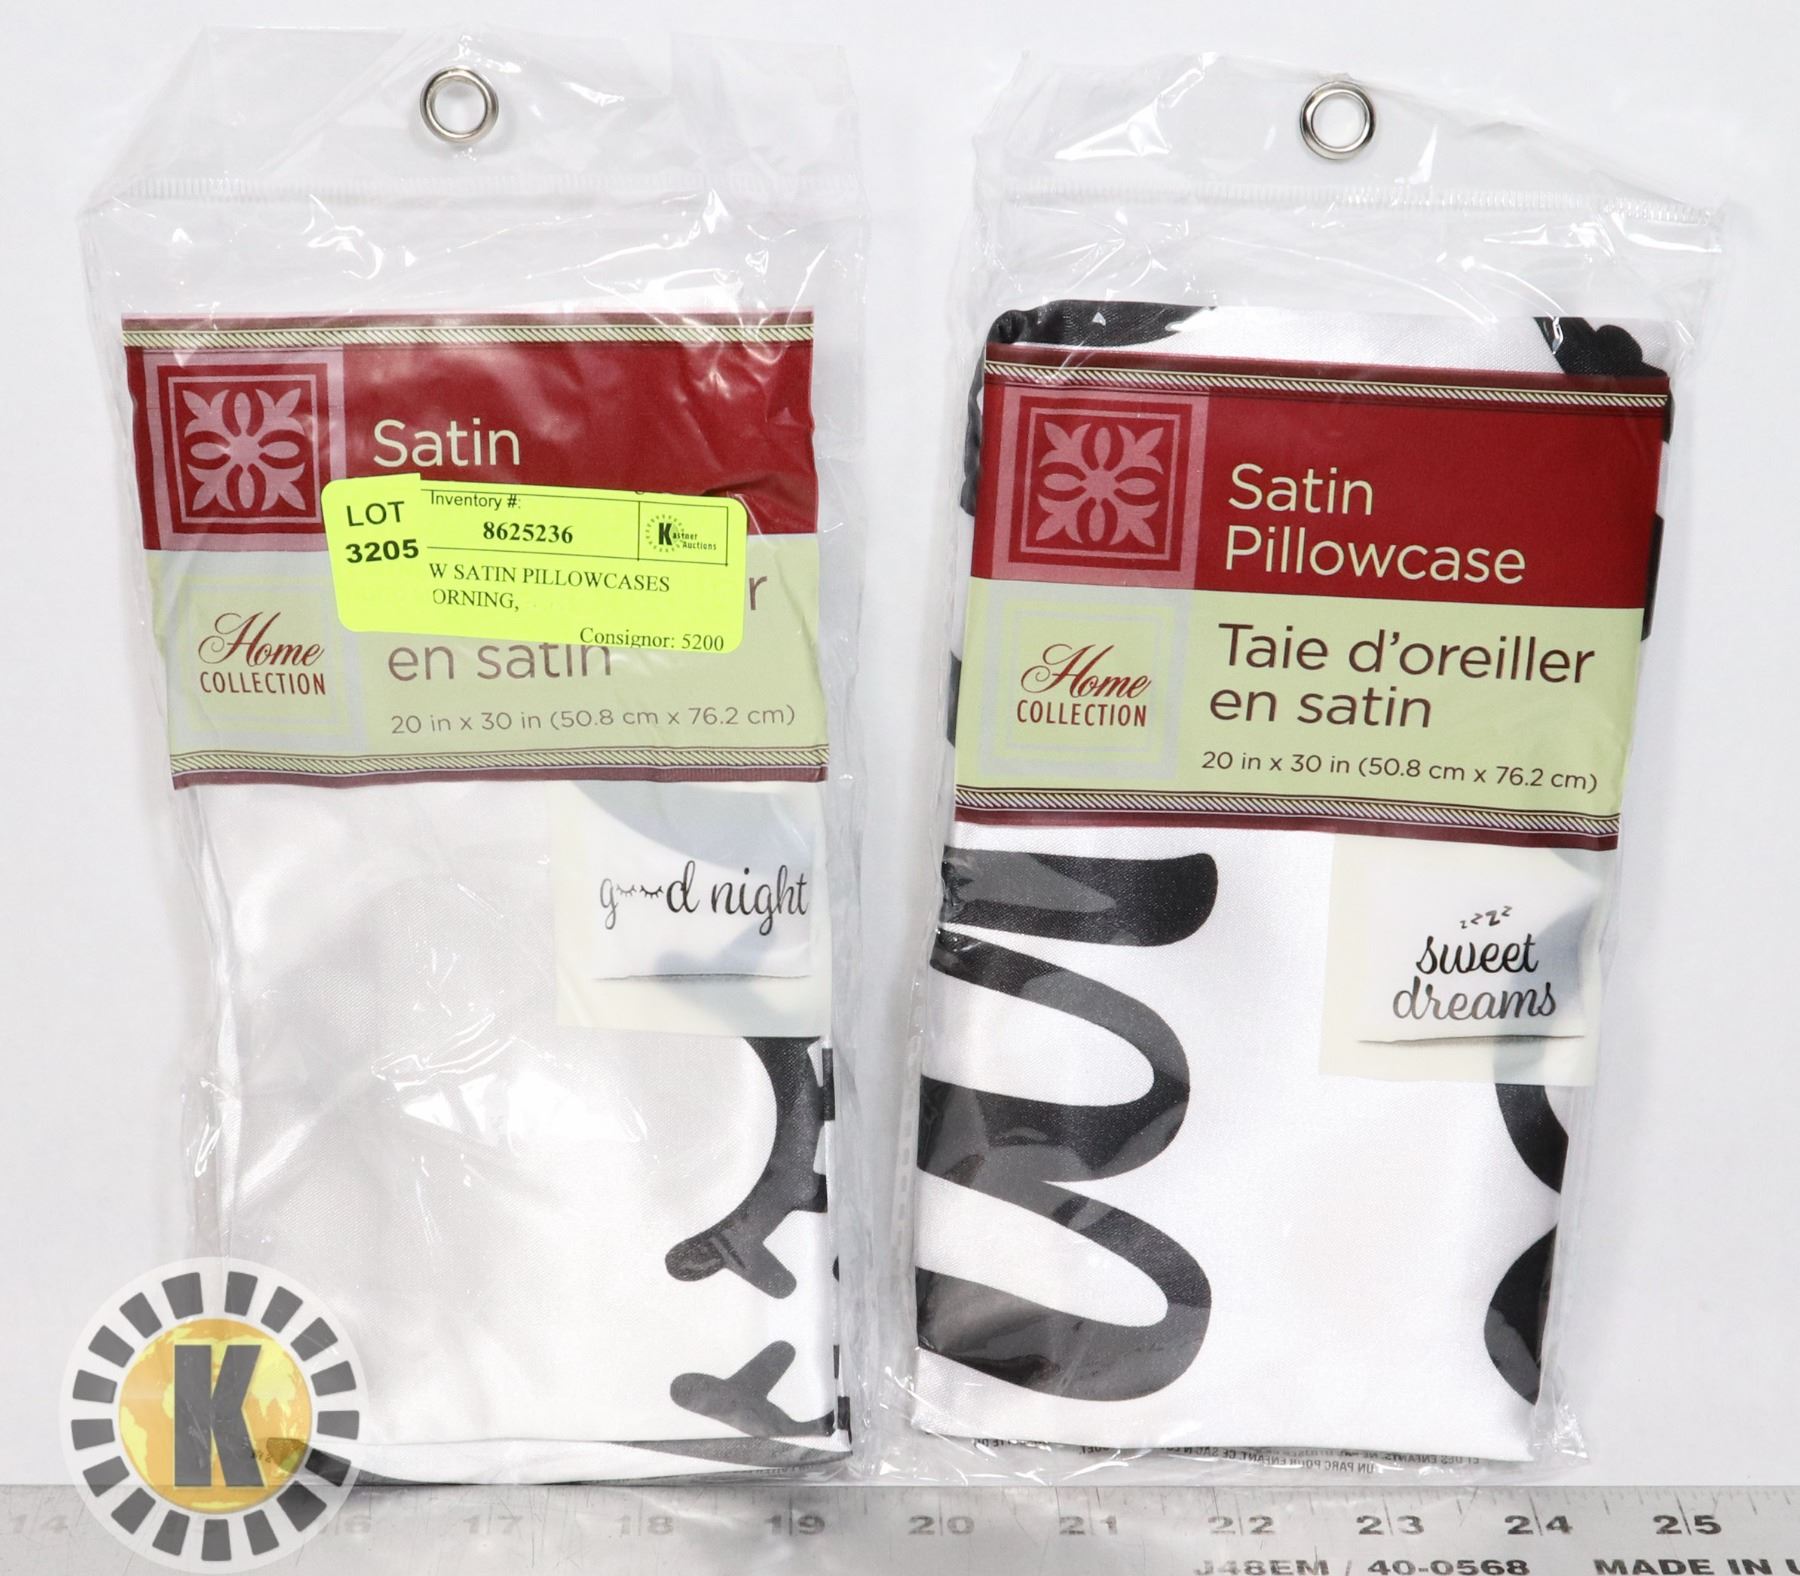 Satin
LOT
3205
Inventory #:
8625236
Kastner
Auctions
W SATIN PILLOWCASES
ORNING,
Consignor: 5200
r
Home
COLLECTION
en satin
20 in x 30 in (50.8 cm x 76.2 cm)
good night
Satin
Pillowcase
Home
COLLECTION
Taie d'oreiller
en satin
20 in x 30 in (50.8 cm x 76.2 cm)
zzzz
sweet
dreams
K
14 16 17 18 19 20 21 22 23 24 25
J48EM / 40-0568 MADE IN U